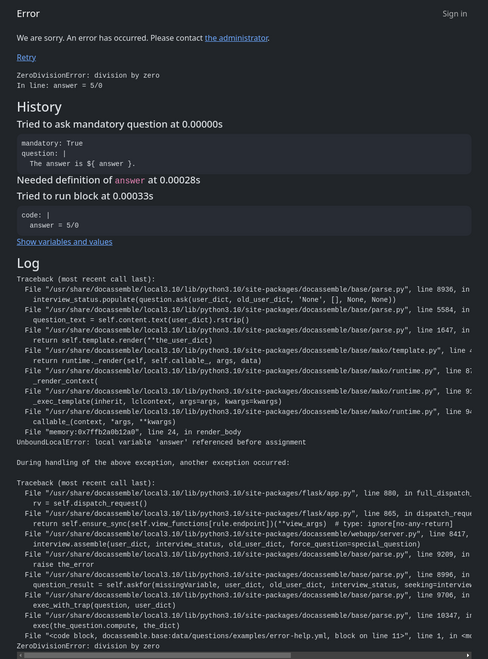 Error
Sign in
We are sorry. An error has occurred. Please contact the administrator.
Retry
ZeroDivisionError: division by zero
In line: answer = 5/0
History
Tried to ask mandatory question at 0.00000s
mandatory: True
question: |
  The answer is ${ answer }.
Needed definition of answer at 0.00028s
Tried to run block at 0.00033s
code: |
  answer = 5/0
Show variables and values
Log
Traceback (most recent call last):
  File "/usr/share/docassemble/local3.10/lib/python3.10/site-packages/docassemble/base/parse.py", line 8936, in
    interview_status.populate(question.ask(user_dict, old_user_dict, 'None', [], None, None))
  File "/usr/share/docassemble/local3.10/lib/python3.10/site-packages/docassemble/base/parse.py", line 5584, in
    question_text = self.content.text(user_dict).rstrip()
  File "/usr/share/docassemble/local3.10/lib/python3.10/site-packages/docassemble/base/parse.py", line 1647, in
    return self.template.render(**the_user_dict)
  File "/usr/share/docassemble/local3.10/lib/python3.10/site-packages/docassemble/base/mako/template.py", line
    return runtime._render(self, self.callable_, args, data)
  File "/usr/share/docassemble/local3.10/lib/python3.10/site-packages/docassemble/base/mako/runtime.py", line
    _render_context(
  File "/usr/share/docassemble/local3.10/lib/python3.10/site-packages/docassemble/base/mako/runtime.py", line
    _exec_template(inherit, lclcontext, args=args, kwargs=kwargs)
  File "/usr/share/docassemble/local3.10/lib/python3.10/site-packages/docassemble/base/mako/runtime.py", line
    callable_(context, *args, **kwargs)
  File "memory:0x7ffb2a0b12a0", line 24, in render_body
UnboundLocalError: local variable 'answer' referenced before assignment
During handling of the above exception, another exception occurred:
Traceback (most recent call last):
  File "/usr/share/docassemble/local3.10/lib/python3.10/site-packages/flask/app.py", line 880, in full_dispatch_
    rv = self.dispatch_request()
  File "/usr/share/docassemble/local3.10/lib/python3.10/site-packages/flask/app.py", line 865, in dispatch_reque
    return self.ensure_sync(self.view_functions[rule.endpoint])(**view_args)  # type: ignore[no-any-return]
  File "/usr/share/docassemble/local3.10/lib/python3.10/site-packages/docassemble/webapp/server.py", line 8417,
    interview.assemble(user_dict, interview_status, old_user_dict, force_question=special_question)
  File "/usr/share/docassemble/local3.10/lib/python3.10/site-packages/docassemble/base/parse.py", line 9209, in
    raise the_error
  File "/usr/share/docassemble/local3.10/lib/python3.10/site-packages/docassemble/base/parse.py", line 8996, in
    question_result = self.askfor(missingVariable, user_dict, old_user_dict, interview_status, seeking=interview
  File "/usr/share/docassemble/local3.10/lib/python3.10/site-packages/docassemble/base/parse.py", line 9706, in
    exec_with_trap(question, user_dict)
  File "/usr/share/docassemble/local3.10/lib/python3.10/site-packages/docassemble/base/parse.py", line 10347, in
    exec(the_question.compute, the_dict)
  File "<code block, docassemble.base:data/questions/examples/error-help.yml, block on line 11>", line 1, in
ZeroDivisionError: division by zero